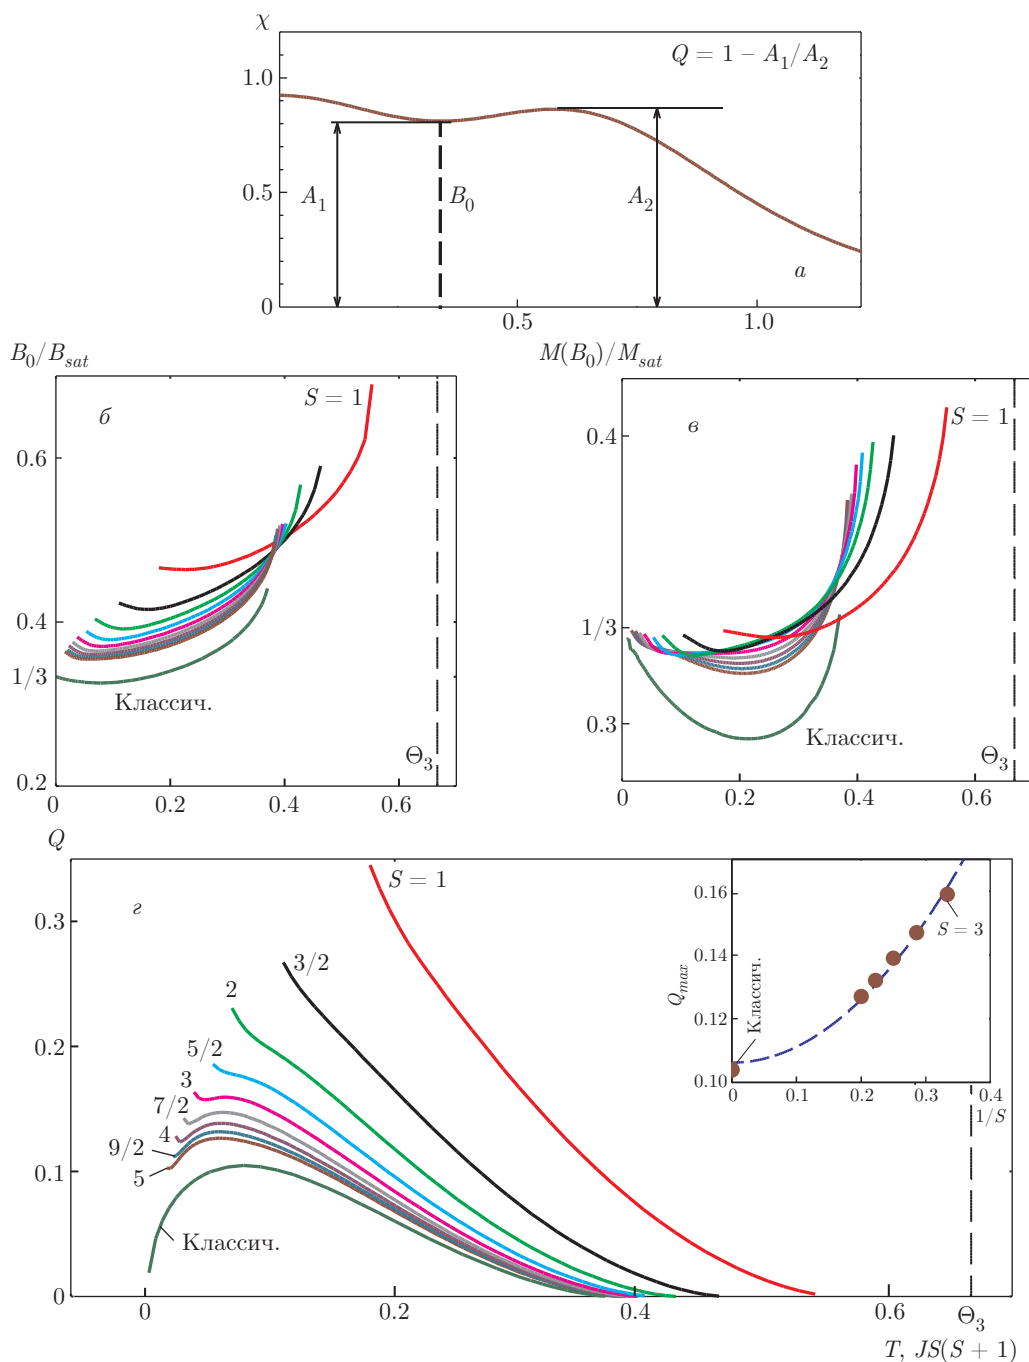 χ
Q = 1 − A₁/A₂
1.0
0.5
0
A₁
B₀
A₂
а
0.5
1.0
B₀/B_sat
б
S = 1
0.6
0.4
1/3
0.2
Классич.
Θ₃
0
0.2
0.4
0.6
M(B₀)/M_sat
в
S = 1
0.4
1/3
0.3
Классич.
Θ₃
0
0.2
0.4
0.6
Q
г
S = 1
0.3
0.2
0.1
0
3/2
2
5/2
3
7/2
4
9/2
5
Классич.
0
0.2
0.4
0.6
Θ₃
T, JS(S + 1)
Q_max
0.16
0.14
0.12
0.10
Классич.
S = 3
0
0.1
0.2
0.3
0.4
1/S